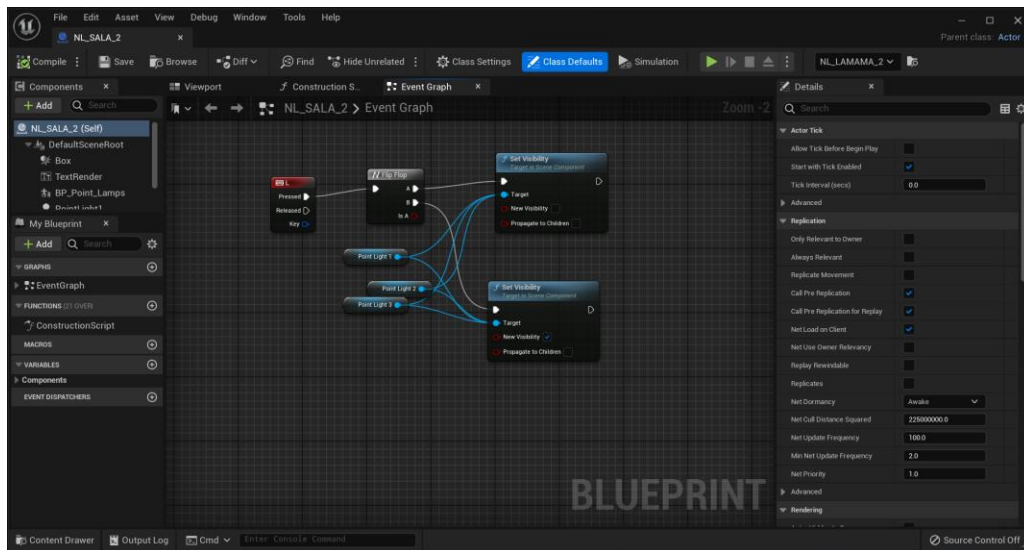 File Edit Asset View Debug Window Tools Help
NL_SALA_2
Parent class: Actor
Compile Save Browse Diff Find Hide Unrelated Class Settings Class Defaults Simulation NL_LAMAMA_2
Components
Viewport Construction S... Event Graph
Details
+ Add Search
NL_SALA_2 > Event Graph
Zoom -2
Search
NL_SALA_2 (Self)
DefaultSceneRoot
Box
TextRender
BP_Point_Lamps
PointLight1
My Blueprint
+ Add Search
GRAPHS
EventGraph
FUNCTIONS (21 OVER)
ConstructionScript
MACROS
VARIABLES
Components
EVENT DISPATCHERS
L
Pressed
Released
Key
Flip Flop
A
B
Is A
Set Visibility
Target is Scene Component
Target
New Visibility
Propagate to Children
Point Light 1
Point Light 2
Point Light 3
Set Visibility
Target is Scene Component
Target
New Visibility
Propagate to Children
BLUEPRINT
Actor Tick
Allow Tick Before Begin Play
Start with Tick Enabled
Tick Interval (secs) 0.0
Advanced
Replication
Only Relevant to Owner
Always Relevant
Replicate Movement
Call Pre Replication
Call Pre Replication for Replay
Net Load on Client
Net Use Owner Relevancy
Replay Rewindable
Replicates
Net Dormancy Awake
Net Cull Distance Squared 225000000.0
Net Update Frequency 100.0
Min Net Update Frequency 2.0
Net Priority 1.0
Advanced
Rendering
Content Drawer Output Log Cmd Enter Console Command Source Control Off